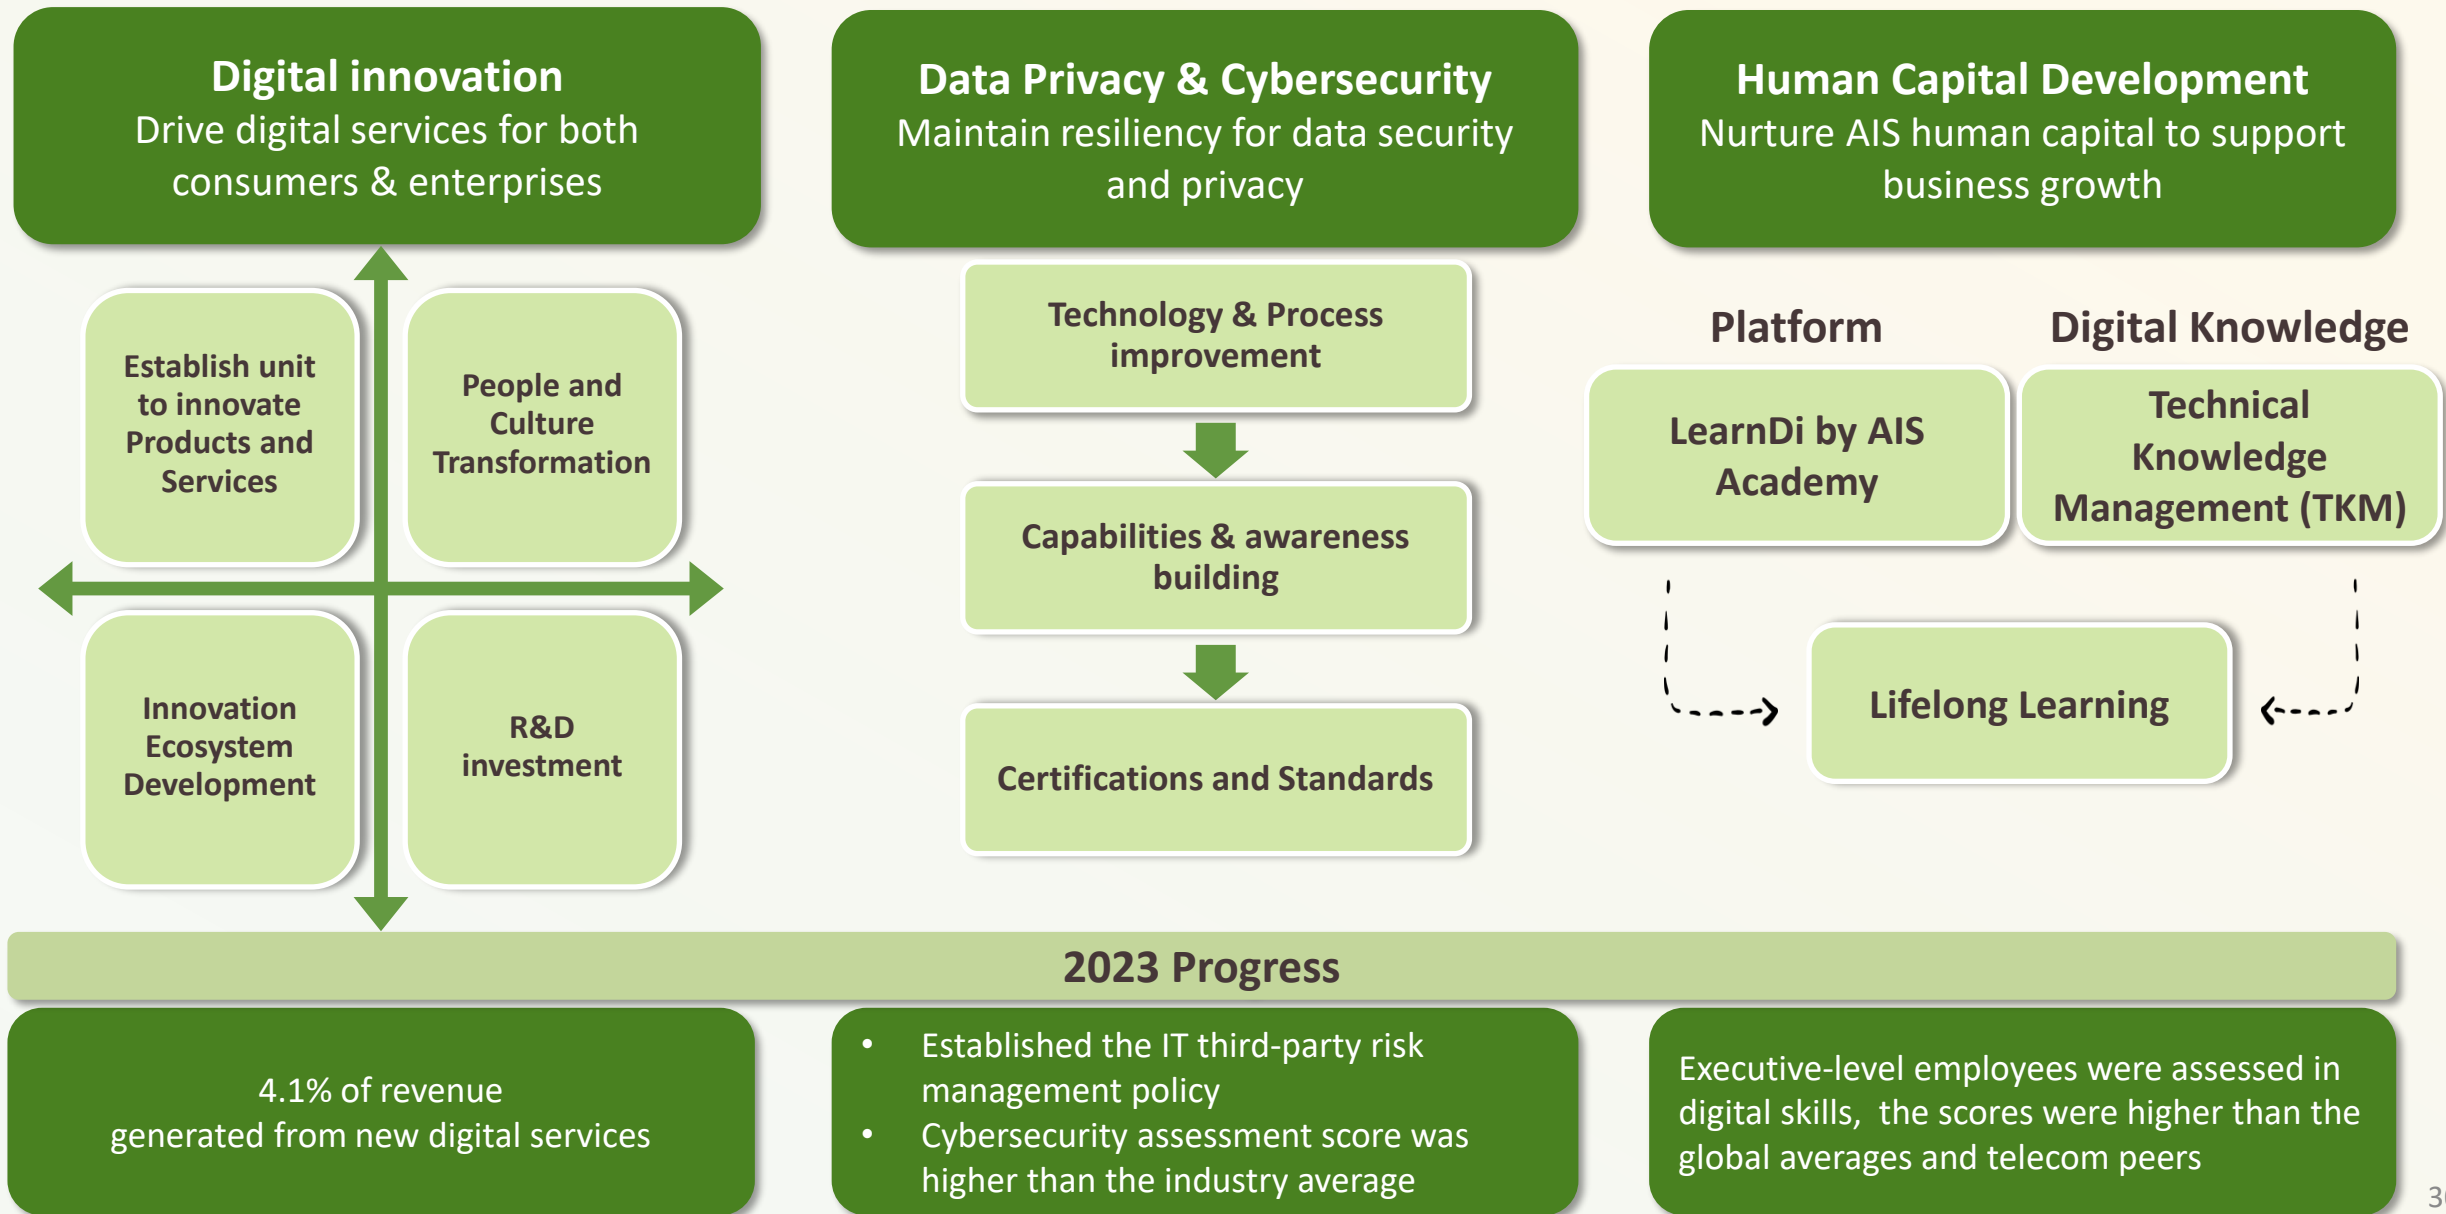 Digital innovation
Drive digital services for both
consumers & enterprises
Data Privacy & Cybersecurity
Maintain resiliency for data security
and privacy
Human Capital Development
Nurture AIS human capital to support
business growth
Establish unit
to innovate
Products and
Services
People and
Culture
Transformation
Innovation
Ecosystem
Development
R&D
investment
Technology & Process
improvement
Capabilities & awareness
building
Certifications and Standards
Platform
Digital Knowledge
LearnDi by AIS
Academy
Technical
Knowledge
Management (TKM)
Lifelong Learning
2023 Progress
4.1% of revenue
generated from new digital services
• Established the IT third-party risk
management policy
• Cybersecurity assessment score was
higher than the industry average
Executive-level employees were assessed in
digital skills, the scores were higher than the
global averages and telecom peers